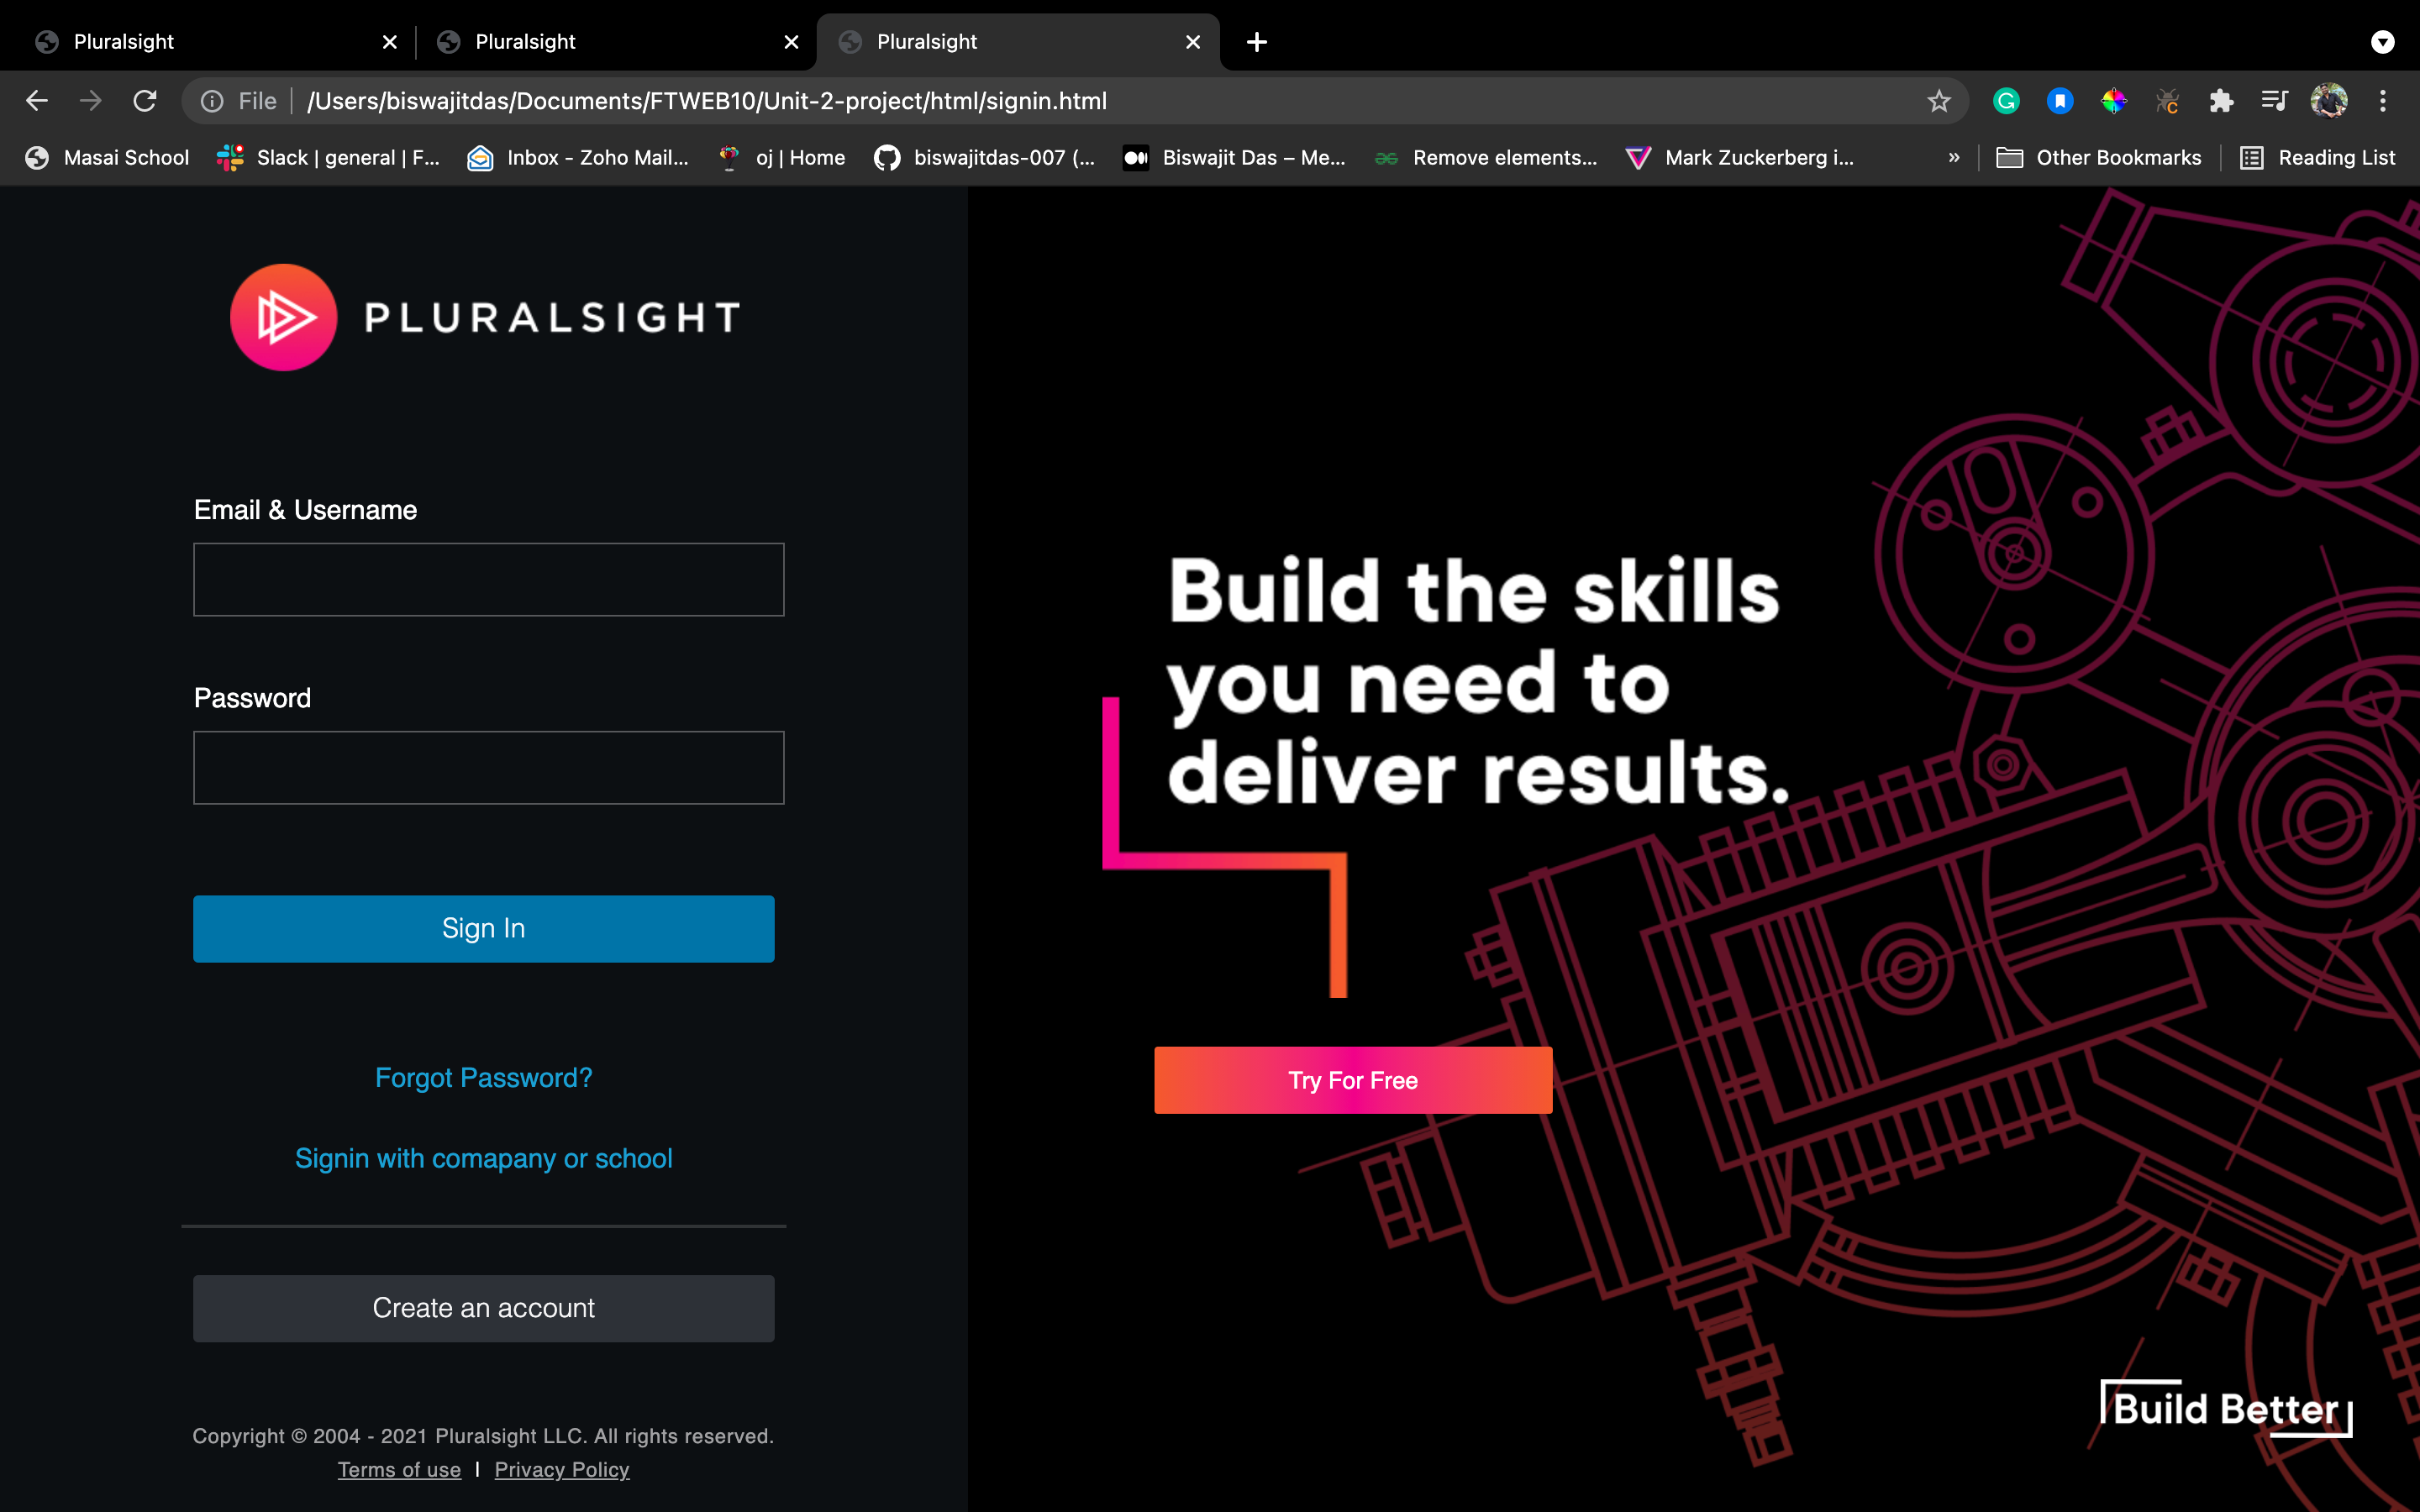 Pluralsight
Pluralsight
Pluralsight
File /Users/biswajitdas/Documents/FTWEB10/Unit-2-project/html/signin.html
Masai School
Slack | general | F...
Inbox - Zoho Mail...
oj | Home
biswajitdas-007 (...
Biswajit Das – Me...
Remove elements...
Mark Zuckerberg i...
»
Other Bookmarks
Reading List
PLURALSIGHT
Email & Username
Password
Sign In
Forgot Password?
Signin with comapany or school
Create an account
Copyright © 2004 - 2021 Pluralsight LLC. All rights reserved.
Terms of use | Privacy Policy
Build the skills
you need to
deliver results.
Try For Free
Build Better